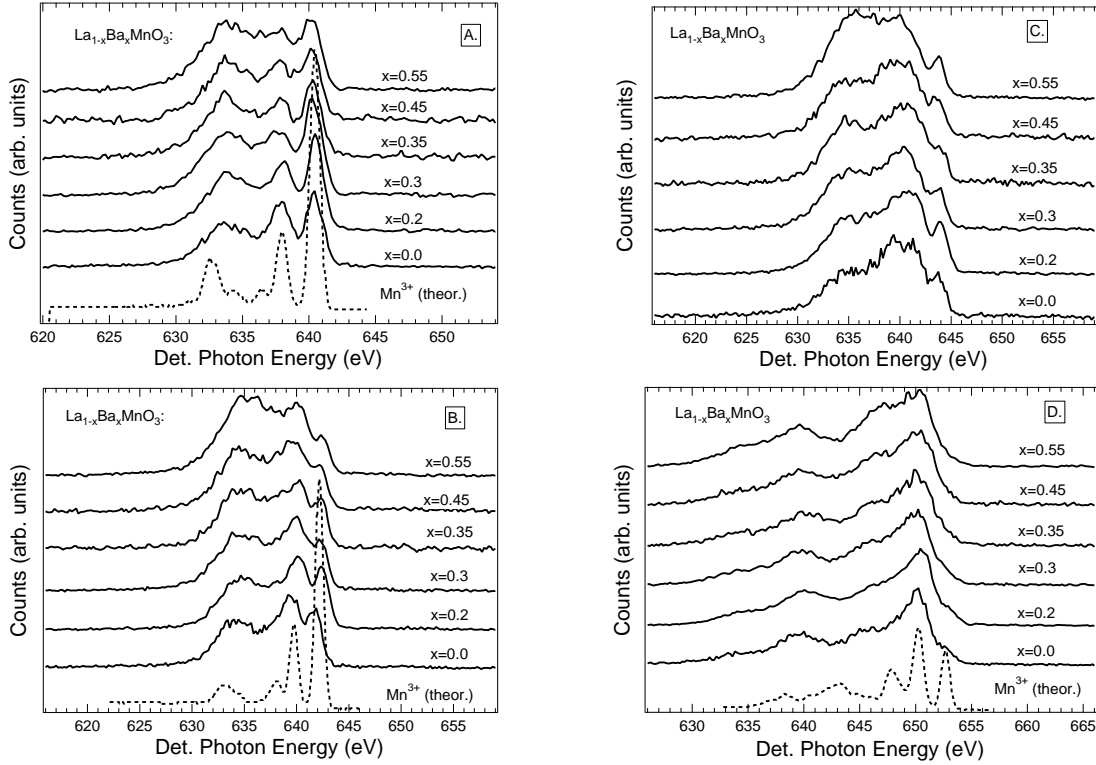 La1-xBaxMnO3:
A.
x=0.55
x=0.45
x=0.35
x=0.3
x=0.2
x=0.0
Mn3+ (theor.)
Counts (arb. units)
620 625 630 635 640 645 650
Det. Photon Energy (eV)
La1-xBaxMnO3
C.
x=0.55
x=0.45
x=0.35
x=0.3
x=0.2
x=0.0
Counts (arb. units)
620 625 630 635 640 645 650 655
Det. Photon Energy (eV)
La1-xBaxMnO3:
B.
x=0.55
x=0.45
x=0.35
x=0.3
x=0.2
x=0.0
Mn3+ (theor.)
Counts (arb. units)
620 625 630 635 640 645 650 655
Det. Photon Energy (eV)
La1-xBaxMnO3
D.
x=0.55
x=0.45
x=0.35
x=0.3
x=0.2
x=0.0
Mn3+ (theor.)
Counts (arb. units)
630 635 640 645 650 655 660 665
Det. Photon Energy (eV)